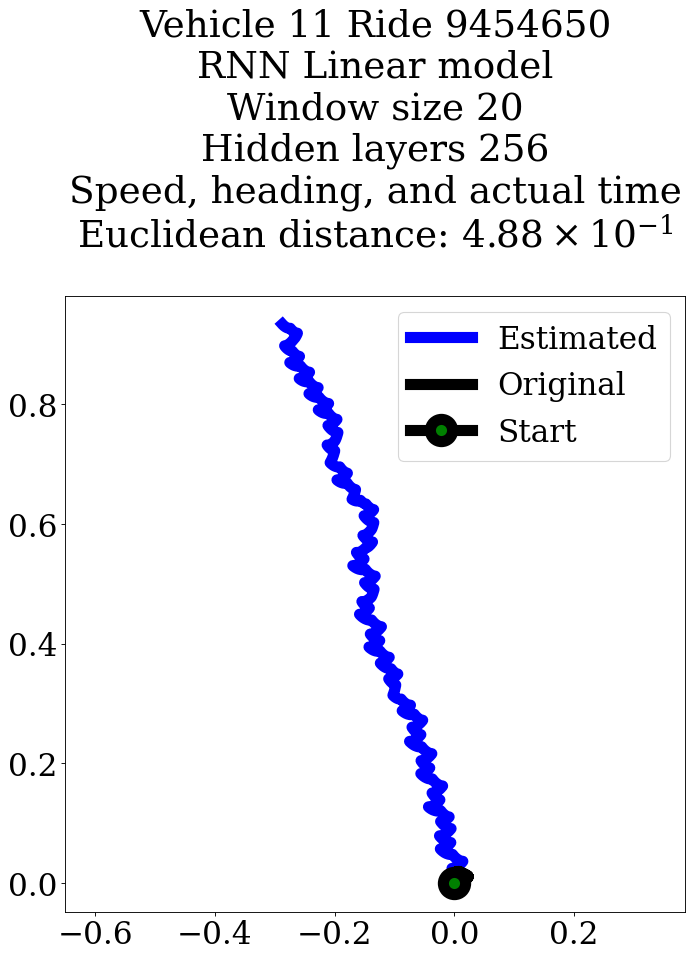 Vehicle 11 Ride 9454650
RNN Linear model
Window size 20
Hidden layers 256
Speed, heading, and actual time
Euclidean distance: 4.88 × 10⁻¹
Estimated
Original
Start
0.8
0.6
0.4
0.2
0.0
−0.6 −0.4 −0.2 0.0 0.2